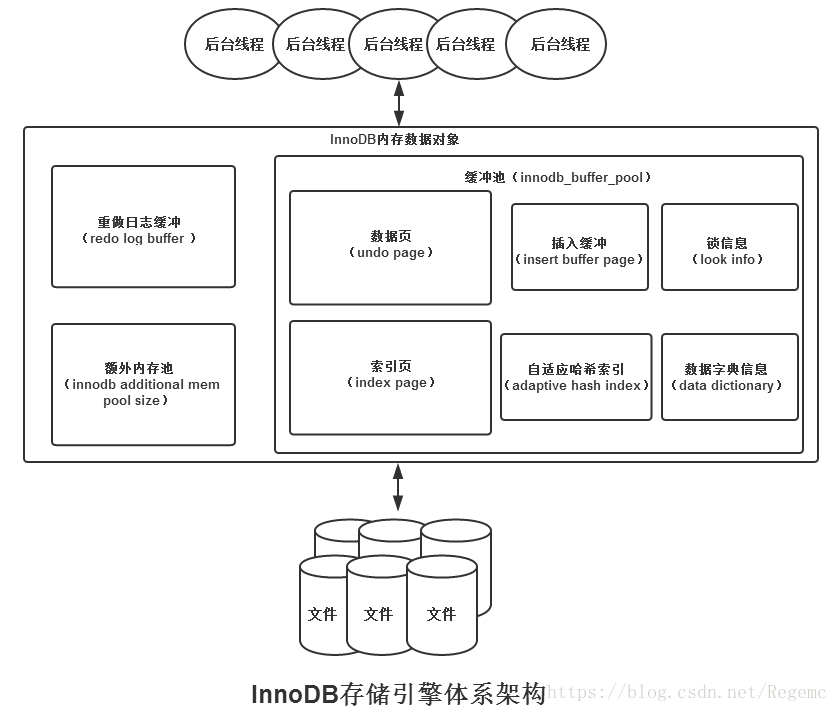 后台线程 后台线程 后台线程 后台线程 后台线程
InnoDB内存数据对象
重做日志缓冲
（redo log buffer ）
额外内存池
（innodb additional mem
pool size）
缓冲池（innodb_buffer_pool）
数据页
（undo page）
插入缓冲
（insert buffer page）
锁信息
（look info）
索引页
（index page）
自适应哈希索引
（adaptive hash index）
数据字典信息
（data dictionary）
文件 文件 文件
InnoDB存储引擎体系架构
https://blog.csdn.net/Regemc